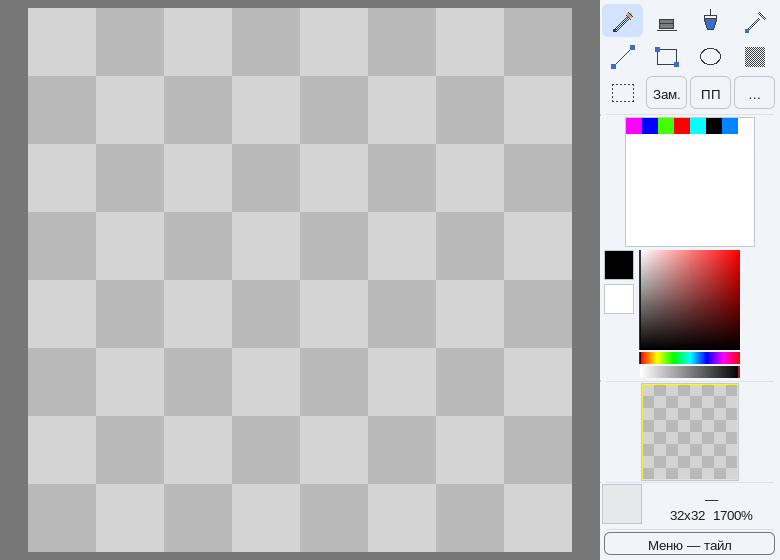 Зам.
ПП
...
—
32x32 1700%
Меню — тайл